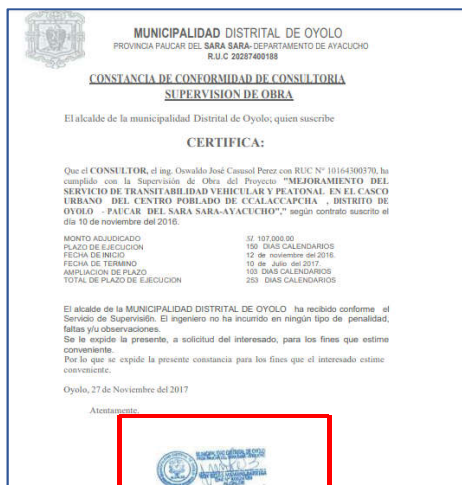 MUNICIPALIDAD DISTRITAL DE OYOLO
PROVINCIA PAUCAR DEL SARA SARA- DEPARTAMENTO DE AYACUCHO
R.U.C 20287400188
CONSTANCIA DE CONFORMIDAD DE CONSULTORIA
SUPERVISION DE OBRA
El alcalde de la municipalidad Distrital de Oyolo; quien suscribe
CERTIFICA:
Que el CONSULTOR, el ing. Oswaldo José Casusol Perez con RUC N° 10164300370, ha
cumplido con la Supervisión de Obra del Proyecto "MEJORAMIENTO DEL
SERVICIO DE TRANSITABILIDAD VEHICULAR Y PEATONAL EN EL CASCO
URBANO DEL CENTRO POBLADO DE CCALACCAPCHA , DISTRITO DE
OYOLO - PAUCAR DEL SARA SARA-AYACUCHO"," según contrato suscrito el
día 10 de noviembre del 2016.
MONTO ADJUDICADO S/. 107,000.00
PLAZO DE EJECUCION 150 DIAS CALENDARIOS
FECHA DE INICIO 12 de noviembre del 2016.
FECHA DE TERMINO 10 de Julio del 2017.
AMPLIACION DE PLAZO 103 DIAS CALENDARIOS
TOTAL DE PLAZO DE EJECUCION 253 DIAS CALENDARIOS
El alcalde de la MUNICIPALIDAD DISTRITAL DE OYOLO ha recibido conforme el
Servicio de Supervisión. El ingeniero no ha incurrido en ningún tipo de penalidad,
faltas y/u observaciones.
Se le expide la presente, a solicitud del interesado, para los fines que estime
conveniente.
Por lo que se expide la presente constancia para los fines que el interesado estime
conveniente.
Oyolo, 27 de Noviembre del 2017
Atentamente.
MUNICIPALIDAD DISTRITAL DE OYOLO